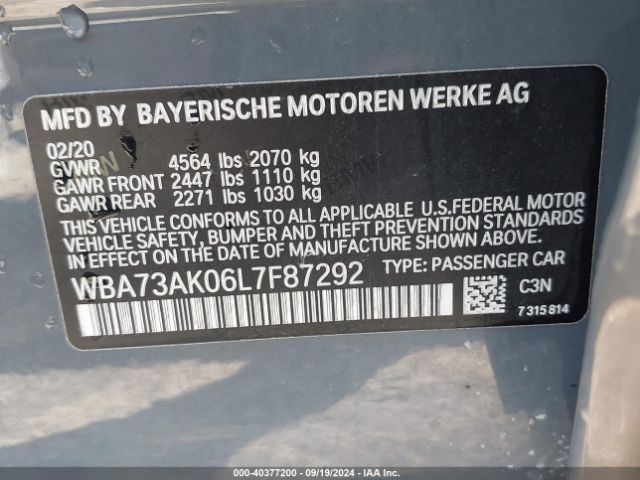 MFD BY BAYERISCHE MOTOREN WERKE AG
02/20
GVWR 4564 lbs 2070 kg
GAWR FRONT 2447 lbs 1110 kg
GAWR REAR 2271 lbs 1030 kg
THIS VEHICLE CONFORMS TO ALL APPLICABLE U.S.FEDERAL MOTOR
VEHICLE SAFETY, BUMPER AND THEFT PREVENTION STANDARDS
IN EFFECT ON THE DATE OF MANUFACTURE SHOWN ABOVE.
WBA73AK06L7F87292 TYPE: PASSENGER CAR
C3N
7 315 814
000-40377200 - 09/19/2024 - IAA Inc.